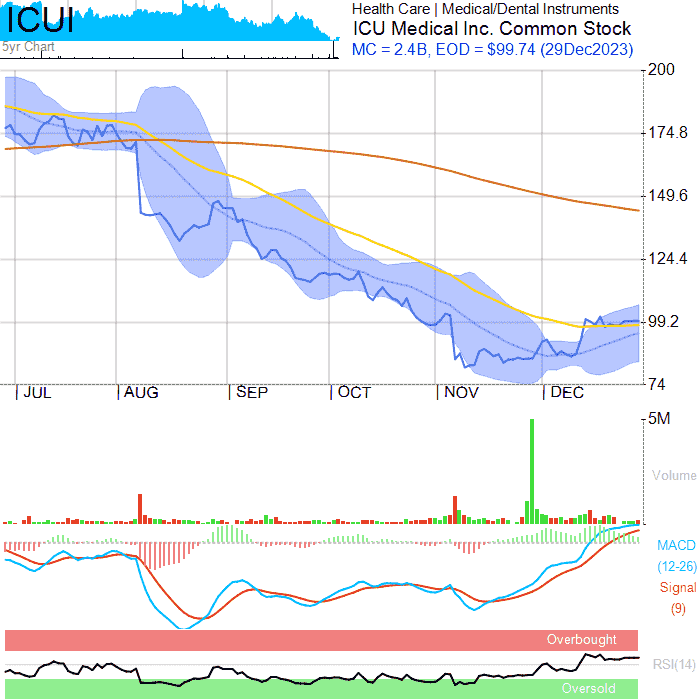 ICUI
5yr Chart
Health Care | Medical/Dental Instruments
ICU Medical Inc. Common Stock
MC = 2.4B, EOD = $99.74 (29Dec2023)
200
174.8
149.6
124.4
99.2
74
JUL
AUG
SEP
OCT
NOV
DEC
5M
Volume
MACD
(12-26)
Signal
(9)
Overbought
RSI(14)
Oversold